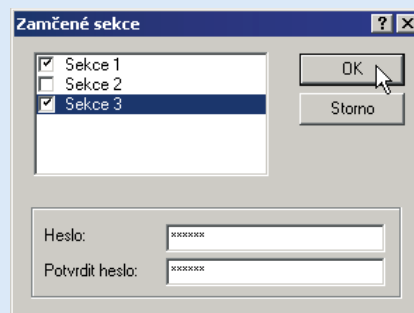 Zamčené sekce
Sekce 1
Sekce 2
Sekce 3
OK
Storno
Heslo: xxxxxx
Potvrdit heslo: xxxxxx